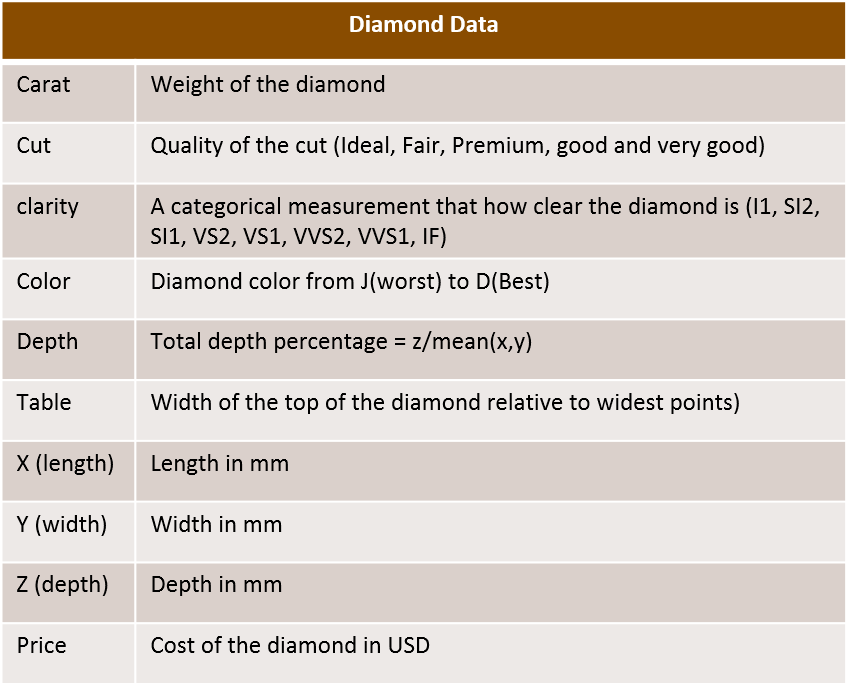 Diamond Data
Carat Weight of the diamond
Cut Quality of the cut (Ideal, Fair, Premium, good and very good)
clarity A categorical measurement that how clear the diamond is (I1, SI2,
SI1, VS2, VS1, VVS2, VVS1, IF)
Color Diamond color from J(worst) to D(Best)
Depth Total depth percentage = z/mean(x,y)
Table Width of the top of the diamond relative to widest points)
X (length) Length in mm
Y (width) Width in mm
Z (depth) Depth in mm
Price Cost of the diamond in USD